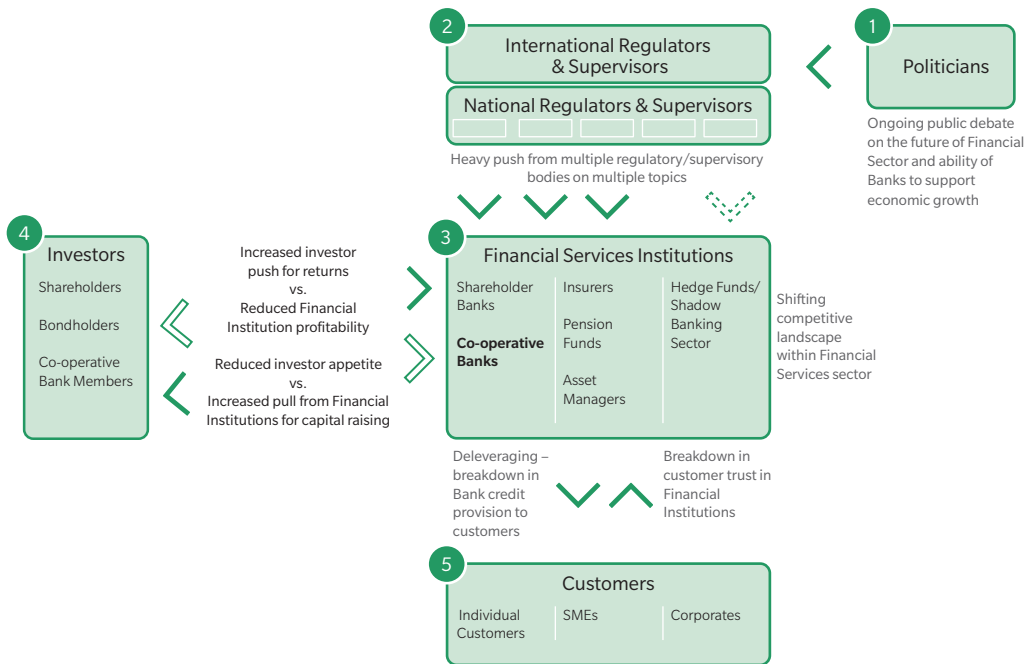 1
Politicians
Ongoing public debate
on the future of Financial
Sector and ability of
Banks to support
economic growth
2
International Regulators
& Supervisors
National Regulators & Supervisors
Heavy push from multiple regulatory/supervisory
bodies on multiple topics
3
Financial Services Institutions
Shareholder
Banks
Co-operative
Banks
Insurers
Pension
Funds
Asset
Managers
Hedge Funds/
Shadow
Banking
Sector
Shifting
competitive
landscape
within Financial
Services sector
4
Investors
Shareholders
Bondholders
Co-operative
Bank Members
Increased investor
push for returns
vs.
Reduced Financial
Institution profitability
Reduced investor appetite
vs.
Increased pull from Financial
Institutions for capital raising
Deleveraging –
breakdown in
Bank credit
provision to
customers
Breakdown in
customer trust in
Financial
Institutions
5
Customers
Individual
Customers
SMEs
Corporates